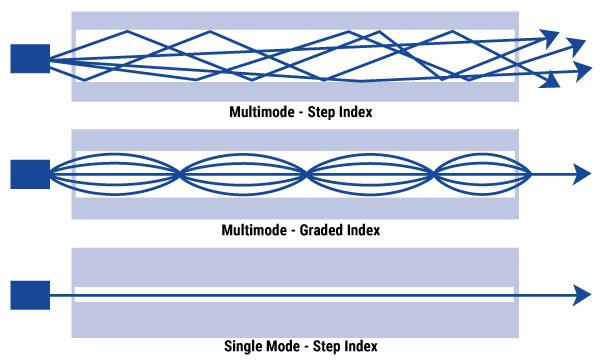 Multimode - Step Index
Multimode - Graded Index
Single Mode - Step Index